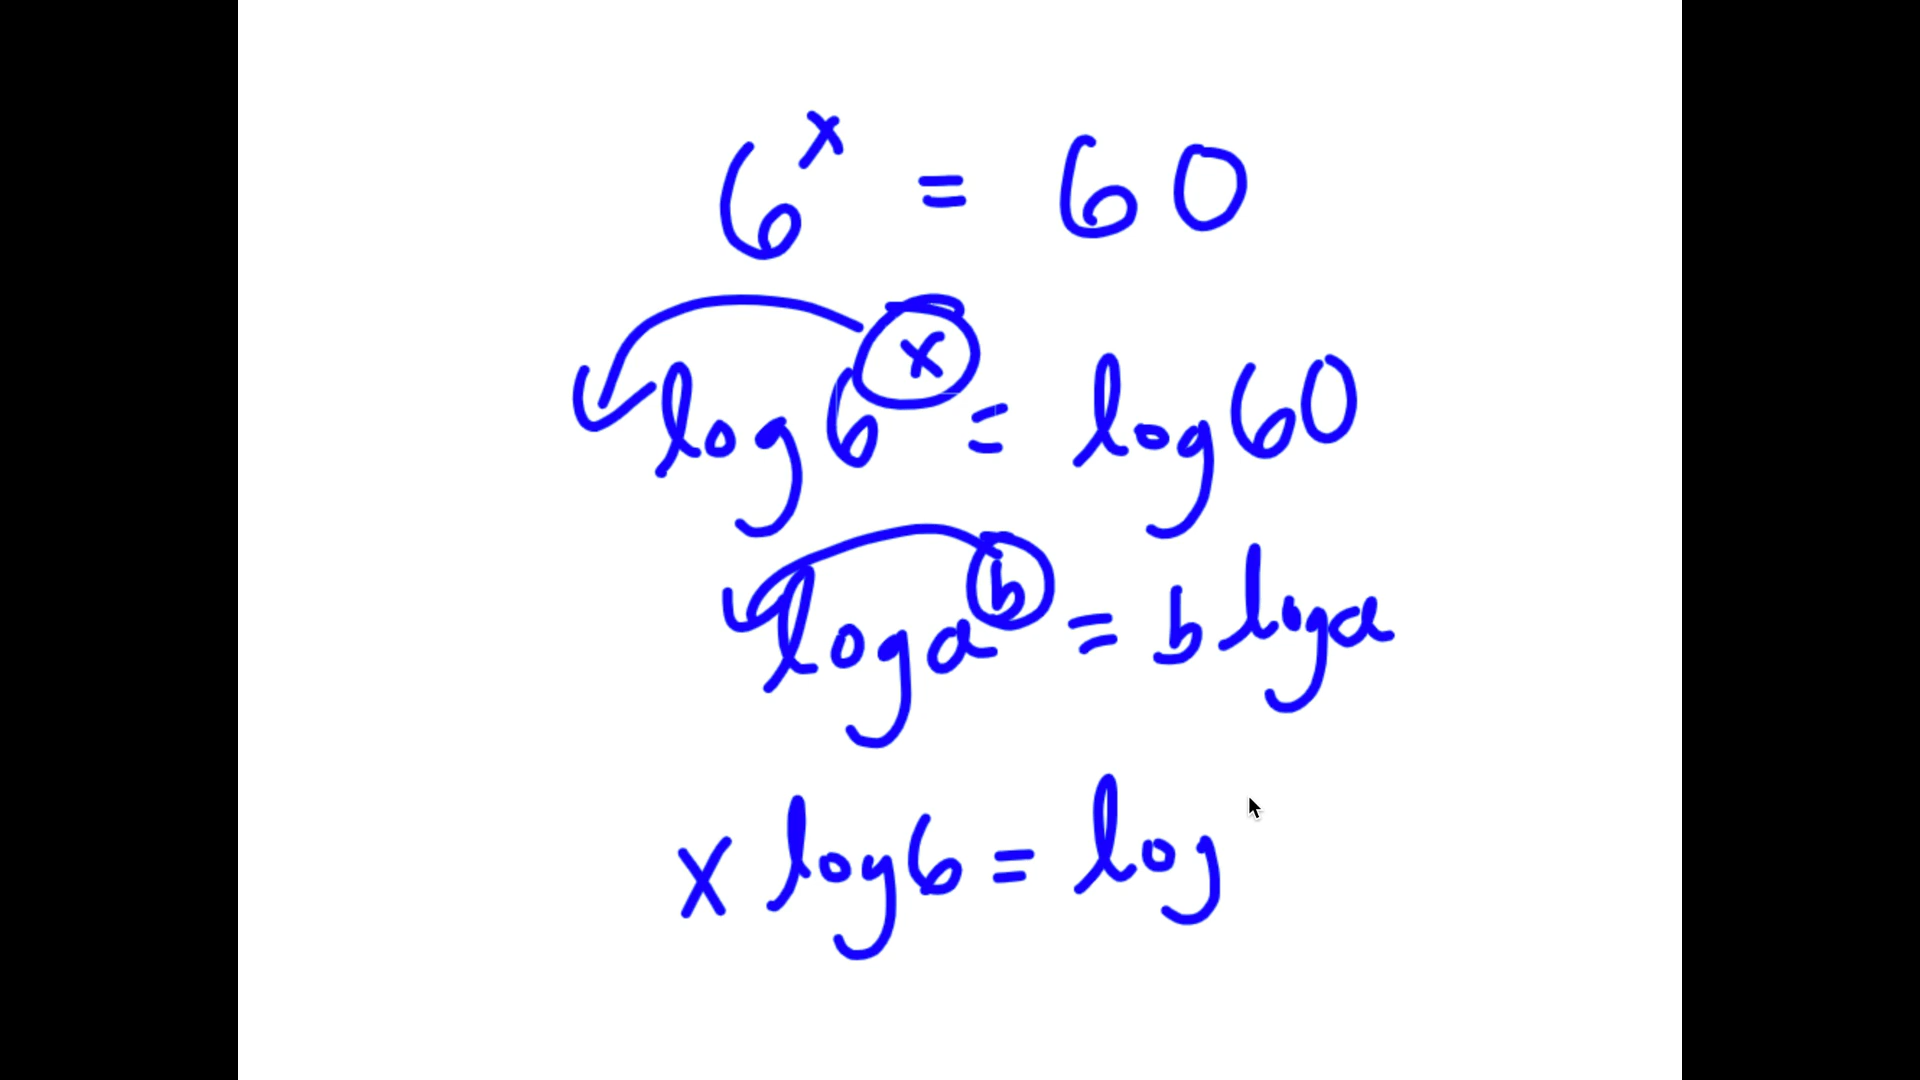 6^x = 60
log 6^x = log 60
log a^b = b log a
x log 6 = log